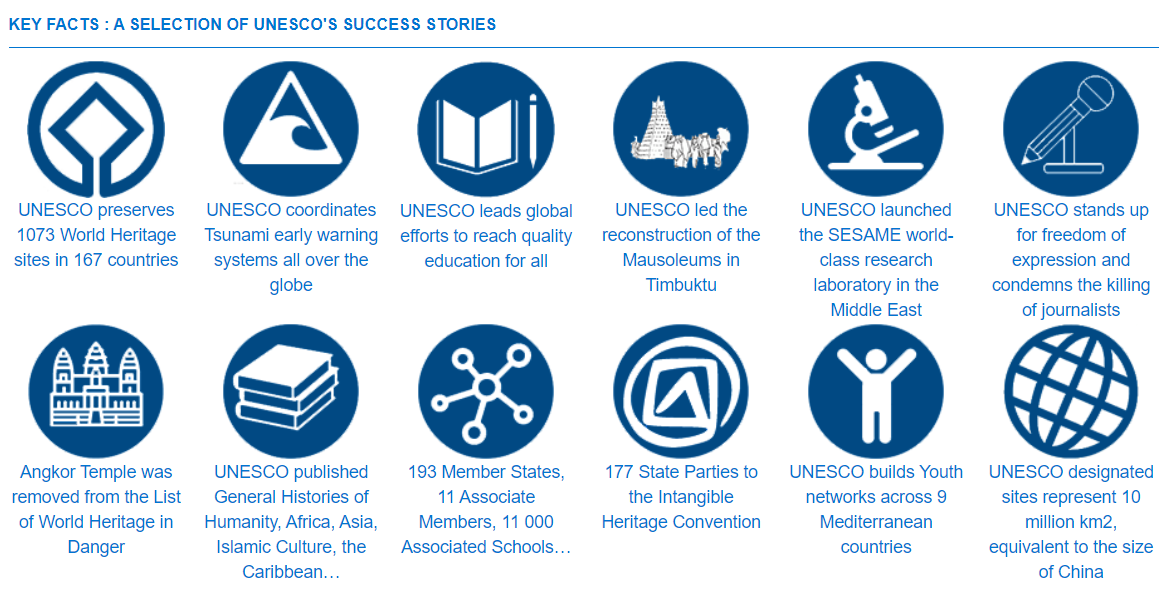 KEY FACTS : A SELECTION OF UNESCO'S SUCCESS STORIES
UNESCO preserves
1073 World Heritage
sites in 167 countries
UNESCO coordinates
Tsunami early warning
systems all over the
globe
UNESCO leads global
efforts to reach quality
education for all
UNESCO led the
reconstruction of the
Mausoleums in
Timbuktu
UNESCO launched
the SESAME world-
class research
laboratory in the
Middle East
UNESCO stands up
for freedom of
expression and
condemns the killing
of journalists
Angkor Temple was
removed from the List
of World Heritage in
Danger
UNESCO published
General Histories of
Humanity, Africa, Asia,
Islamic Culture, the
Caribbean…
193 Member States,
11 Associate
Members, 11 000
Associated Schools…
177 State Parties to
the Intangible
Heritage Convention
UNESCO builds Youth
networks across 9
Mediterranean
countries
UNESCO designated
sites represent 10
million km2,
equivalent to the size
of China